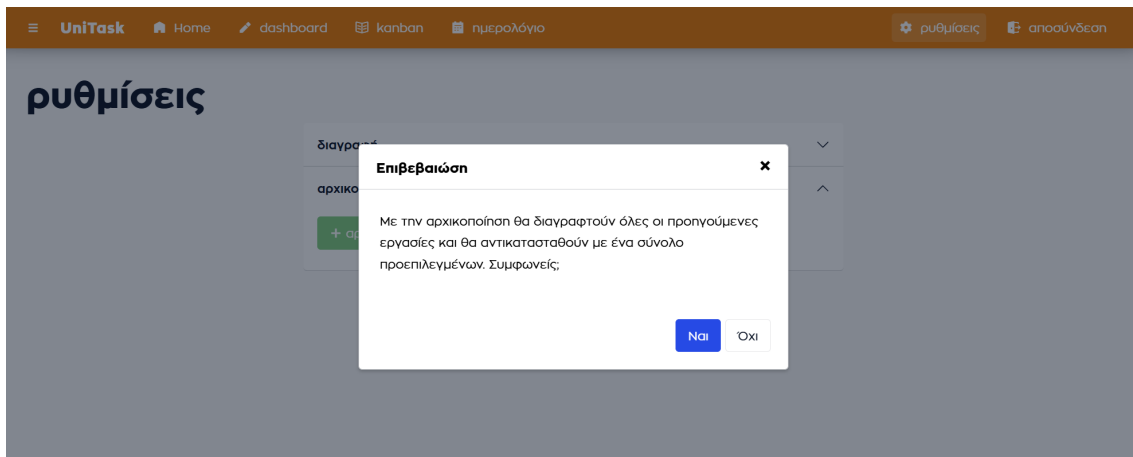 UniTask Home dashboard kanban ημερολόγιο ρυθμίσεις αποσύνδεση
ρυθμίσεις
Επιβεβαιώση
Με την αρχικοποίηση θα διαγραφτούν όλες οι προηγούμενες
εργασίες και θα αντικατασταθούν με ένα σύνολο
προεπιλεγμένων. Συμφωνείς;
Ναι Όχι